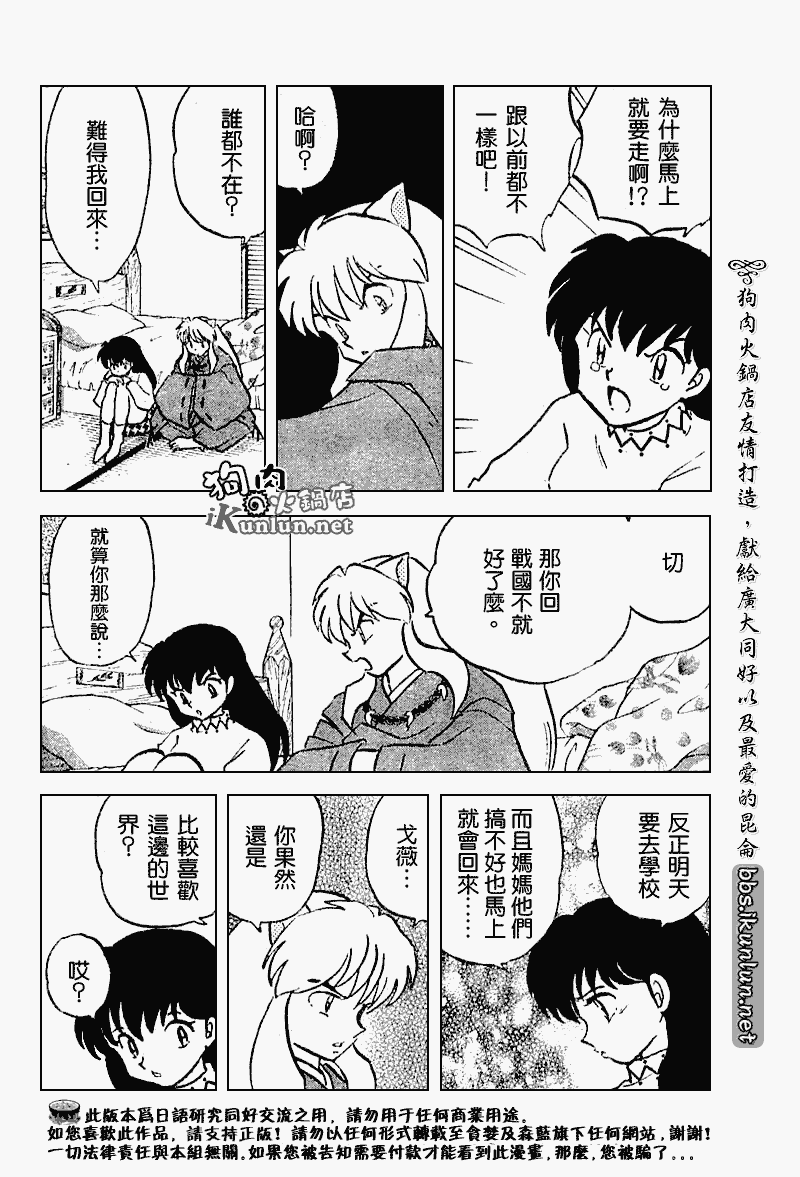 為什麼馬上
就要走啊!?
跟以前都不
一樣吧!
哈啊?
誰都不在?
難得我回來…
狗肉
火鍋店
iKunlun.net
切
那你回
戰國不就
好了麼。
就算你那麼說…
反正明天
要去學校
而且媽媽他們
搞不好也馬上
就會回來……
戈薇…
你果然
還是
比較喜歡
這邊的世
界?
哎?
狗肉火鍋店友情打造,獻給廣大同好以及最愛的昆侖
bbs.ikunlun.net
此版本爲日語研究同好交流之用, 請勿用于任何商業用途。
如您喜歡此作品, 請支持正版! 請勿以任何形式轉載至貪婪及森藍旗下任何網站,謝謝!
一切法律責任與本組無關.如果您被告知需要付款才能看到此漫畫,那麼,您被騙了...